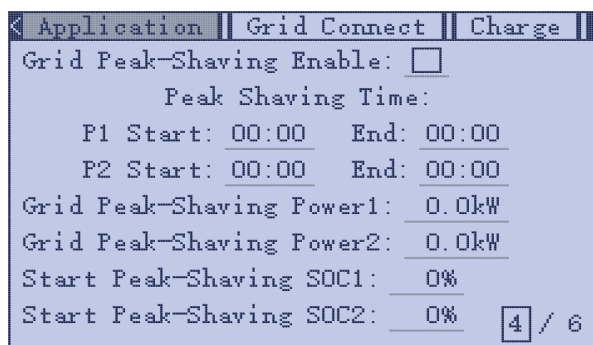 Application Grid Connect Charge
Grid Peak-Shaving Enable:
Peak Shaving Time:
P1 Start: 00:00 End: 00:00
P2 Start: 00:00 End: 00:00
Grid Peak-Shaving Power1: 0.0kW
Grid Peak-Shaving Power2: 0.0kW
Start Peak-Shaving SOC1: 0%
Start Peak-Shaving SOC2: 0%
4 / 6